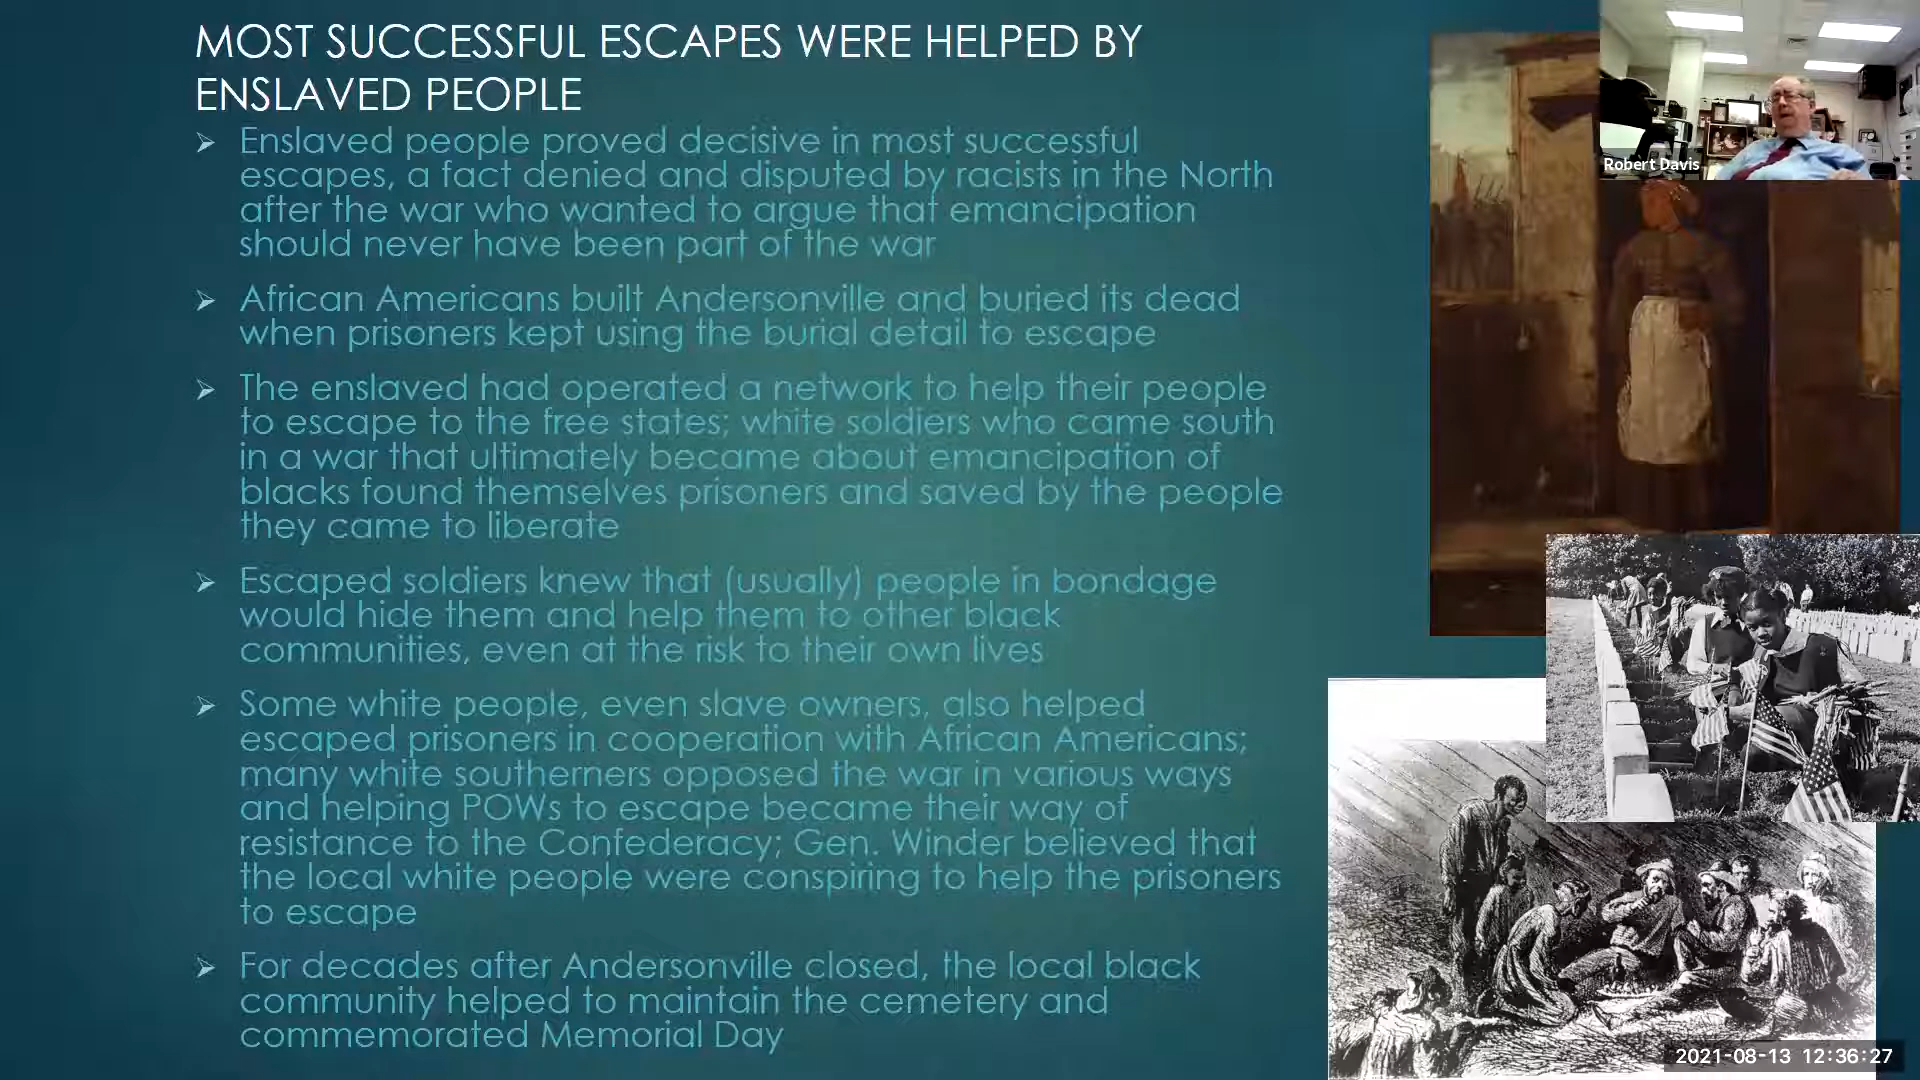 MOST SUCCESSFUL ESCAPES WERE HELPED BY
ENSLAVED PEOPLE
Enslaved people proved decisive in most successful
escapes, a fact denied and disputed by racists in the North
after the war who wanted to argue that emancipation
should never have been part of the war
African Americans built Andersonville and buried its dead
when prisoners kept using the burial detail to escape
The enslaved had operated a network to help their people
to escape to the free states; white soldiers who came south
in a war that ultimately became about emancipation of
blacks found themselves prisoners and saved by the people
they came to liberate
Escaped soldiers knew that (usually) people in bondage
would hide them and help them to other black
communities, even at the risk to their own lives
Some white people, even slave owners, also helped
escaped prisoners in cooperation with African Americans;
many white southerners opposed the war in various ways
and helping POWs to escape became their way of
resistance to the Confederacy; Gen. Winder believed that
the local white people were conspiring to help the prisoners
to escape
For decades after Andersonville closed, the local black
community helped to maintain the cemetery and
commemorated Memorial Day
Robert Davis
2021-08-13 12:36:27